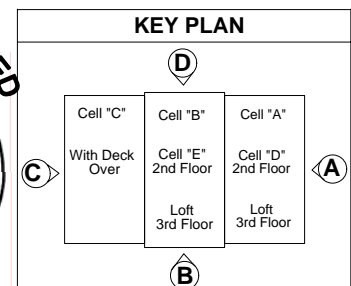 KEY PLAN
ED
D
Cell "C"
Cell "B"
Cell "A"
With Deck
Over
Cell "E"
2nd Floor
Cell "D"
2nd Floor
C
A
Loft
3rd Floor
Loft
3rd Floor
B